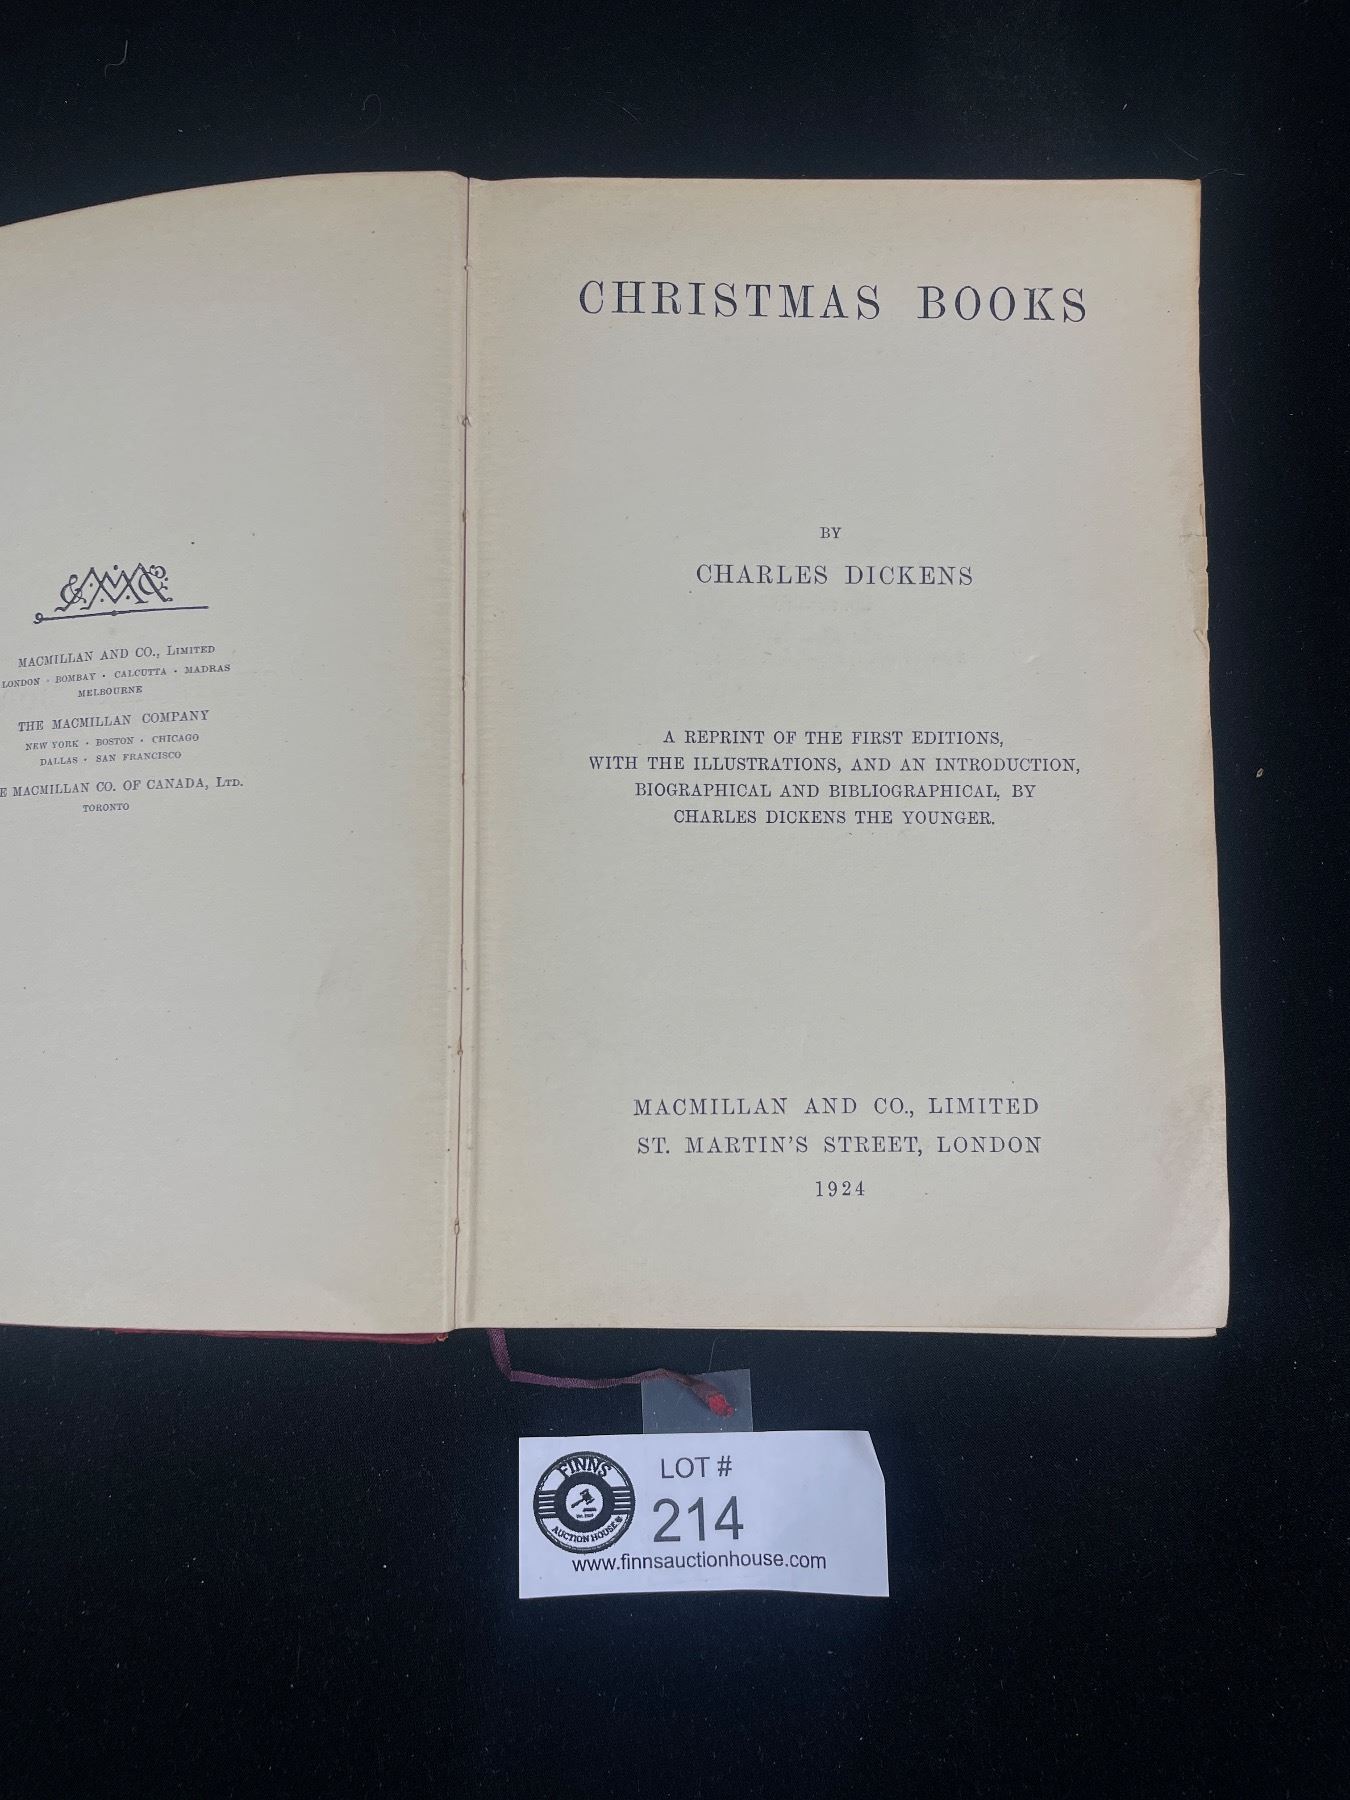 MACMILLAN AND CO., LIMITED
LONDON · BOMBAY · CALCUTTA · MADRAS
MELBOURNE
THE MACMILLAN COMPANY
NEW YORK · BOSTON · CHICAGO
DALLAS · SAN FRANCISCO
E MACMILLAN CO. OF CANADA, LTD.
TORONTO
CHRISTMAS BOOKS
BY
CHARLES DICKENS
A REPRINT OF THE FIRST EDITIONS,
WITH THE ILLUSTRATIONS, AND AN INTRODUCTION,
BIOGRAPHICAL AND BIBLIOGRAPHICAL, BY
CHARLES DICKENS THE YOUNGER.
MACMILLAN AND CO., LIMITED
ST. MARTIN'S STREET, LONDON
1924
FINNS
AUCTION HOUSE
LOT #
214
www.finnsauctionhouse.com